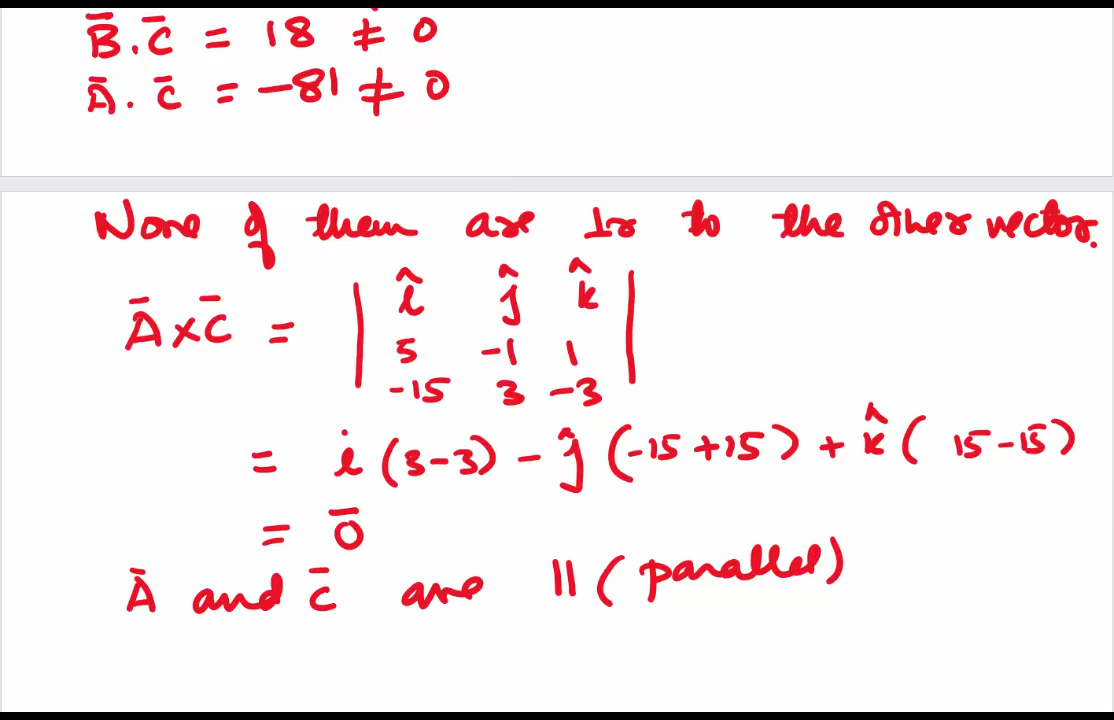 B̄.C̄ = 18 ≠ 0
Ā.C̄ = -81 ≠ 0
None of them are ⊥r to the other vector.
Ā×C̄ = | î ĵ k̂ |
| 5 -1 1 |
| -15 3 -3 |
= i (3-3) - ĵ (-15+15) + k̂ ( 15-15)
= 0̄
Ā and C̄ are || (parallel)